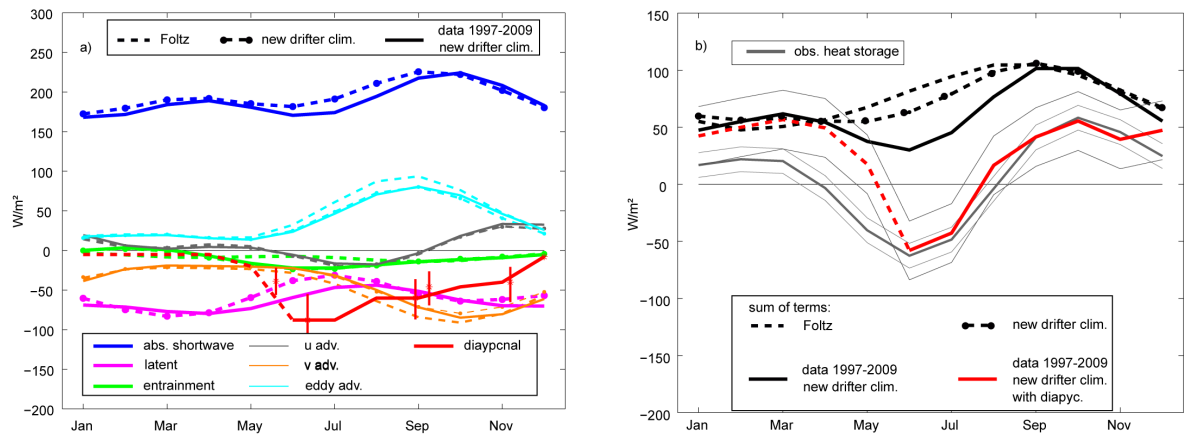 300
250
200
150
100
50
0
−50
−100
−150
−200
W/m²
a)
Foltz
new drifter clim.
data 1997-2009
new drifter clim.
abs. shortwave
u adv.
diaypcnal
latent
v adv.
entrainment
eddy adv.
Jan Mar May Jul Sep Nov
150
100
50
0
−50
−100
−150
−200
W/m²
b)
obs. heat storage
sum of terms:
Foltz
new drifter clim.
data 1997-2009
new drifter clim.
data 1997-2009
new drifter clim.
with diapyc.
Jan Mar May Jul Sep Nov